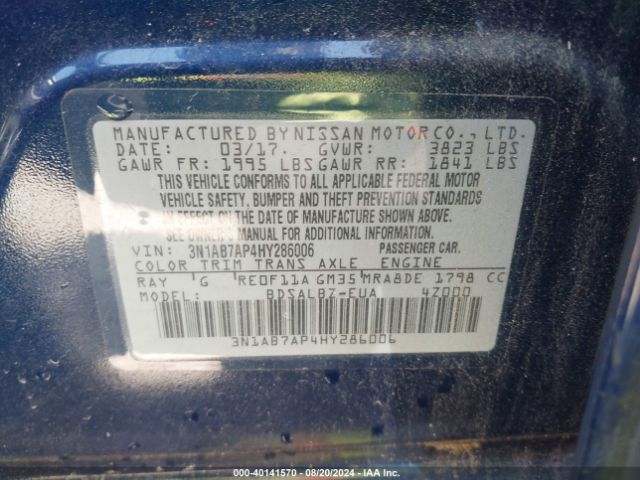 MANUFACTURED BY NISSAN MOTOR CO., LTD.
DATE: 03/17. GVWR: 3823 LBS
GAWR FR: 1995 LBS GAWR RR: 1841 LBS
THIS VEHICLE CONFORMS TO ALL APPLICABLE FEDERAL MOTOR
VEHICLE SAFETY, BUMPER AND THEFT PREVENTION STANDARDS
IN EFFECT ON THE DATE OF MANUFACTURE SHOWN ABOVE.
SEE OWNER'S MANUAL FOR ADDITIONAL INFORMATION.
VIN: 3N1AB7AP4HY286006 PASSENGER CAR.
COLOR TRIM TRANS AXLE ENGINE
RAY 'G RE0F11A GM35 MRA8DE 1798 CC
MODEL: BDSALBZ-EUA 4Z000
3N1AB7AP4HY286006
000-40141570 - 08/20/2024 - IAA Inc.